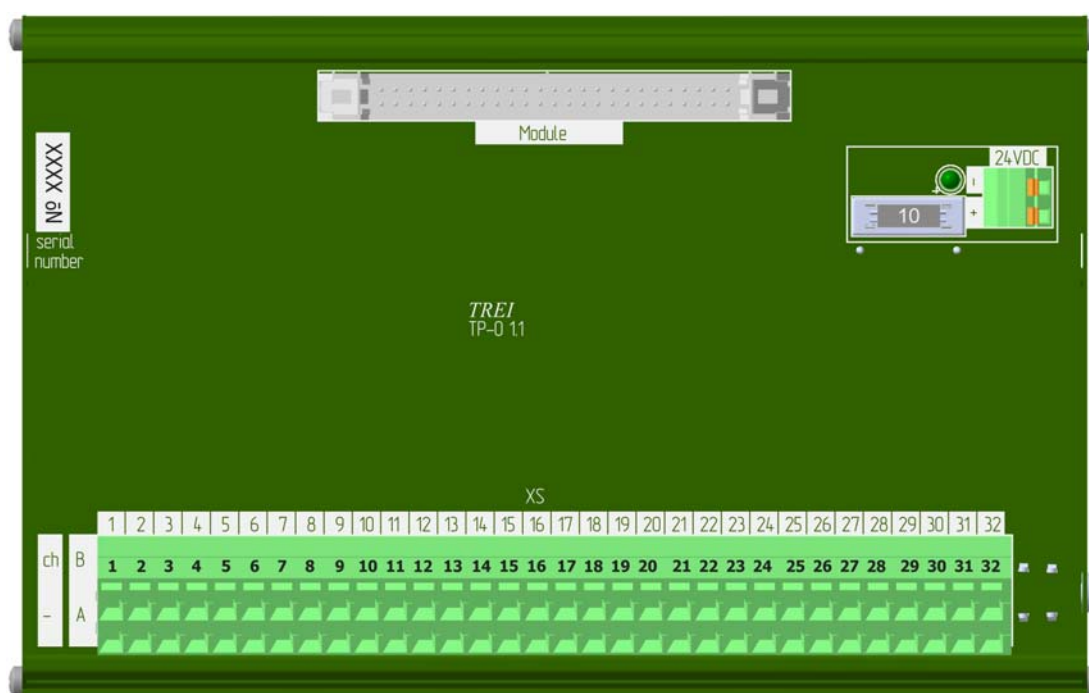 Module
24VDC
-
+
10
№ XXXX
serial
number
TREI
TP-0 1.1
XS
1 2 3 4 5 6 7 8 9 10 11 12 13 14 15 16 17 18 19 20 21 22 23 24 25 26 27 28 29 30 31 32
ch B 1 2 3 4 5 6 7 8 9 10 11 12 13 14 15 16 17 18 19 20 21 22 23 24 25 26 27 28 29 30 31 32
- A